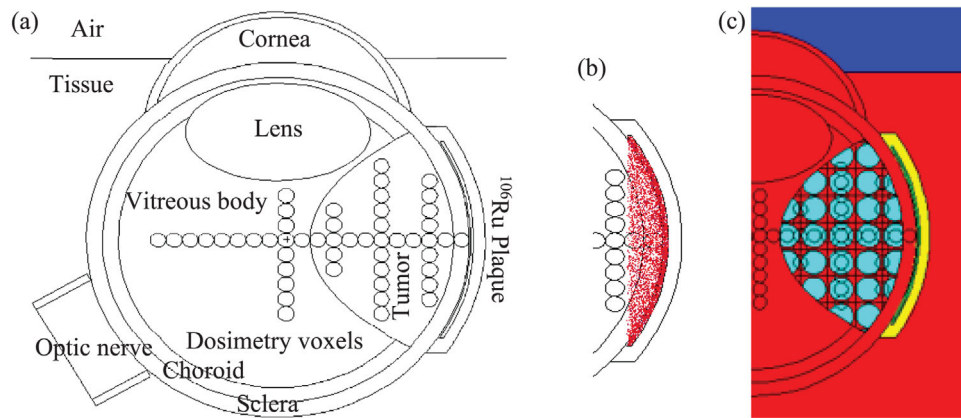 (a)
Air
Tissue
Cornea
Lens
Vitreous body
Tumor
Dosimetry voxels
Optic nerve
Choroid
Sclera
¹⁰⁶Ru Plaque
(b)
(c)